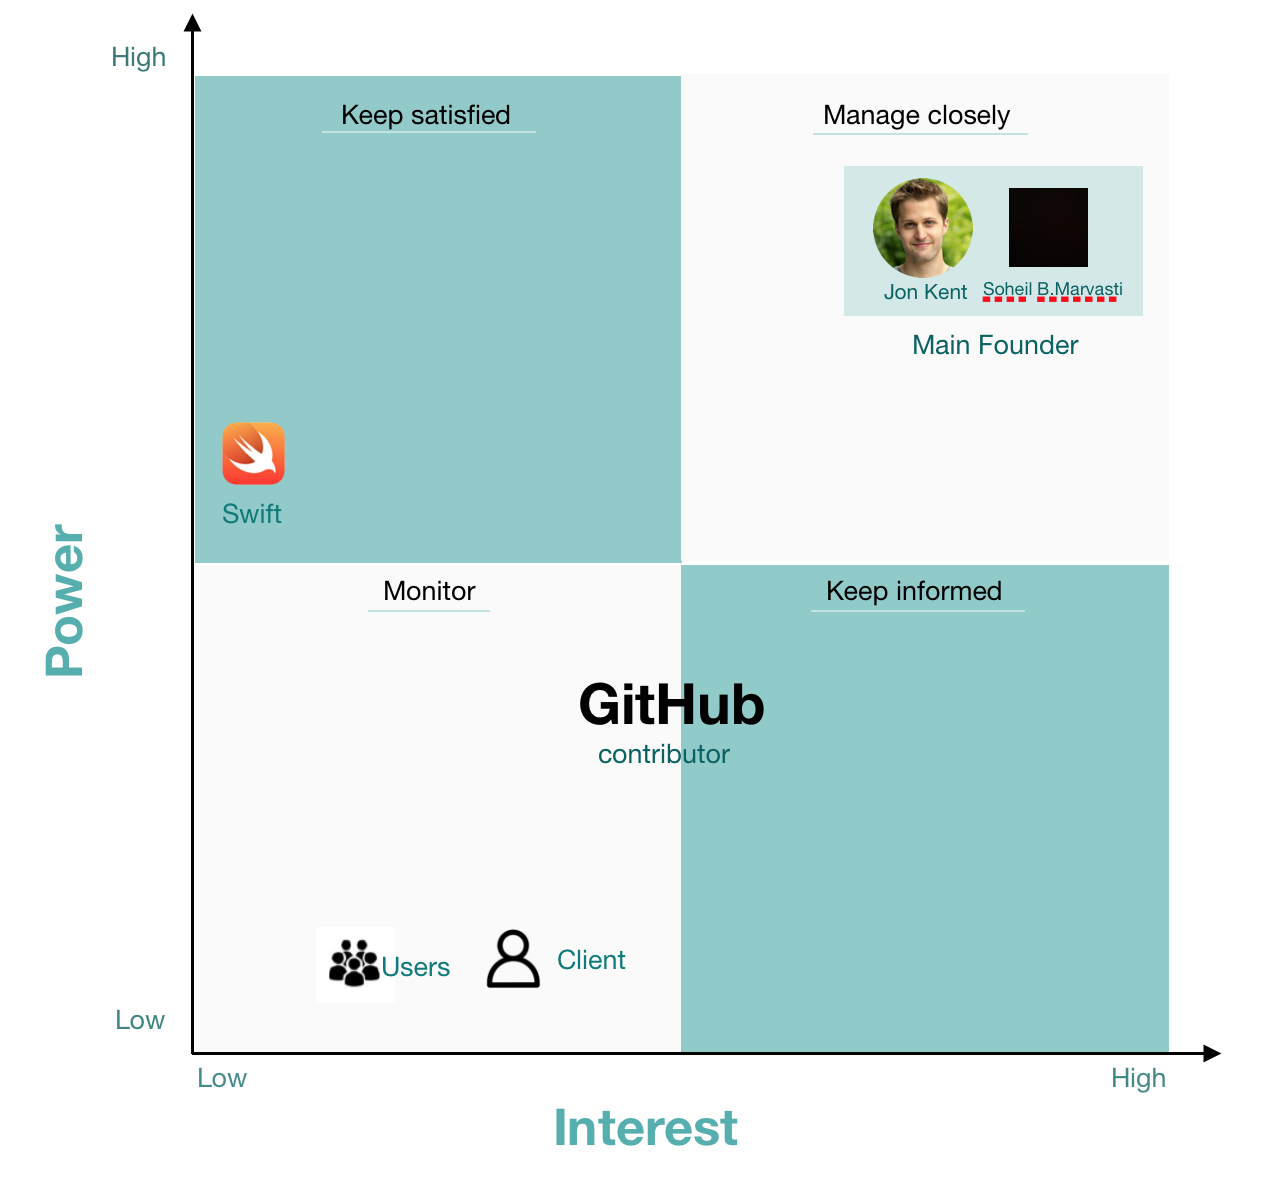 High
Keep satisfied
Manage closely
Jon Kent
Soheil B.Marvasti
Main Founder
Swift
Power
Monitor
Keep informed
GitHub
contributor
Users
Client
Low
Low
High
Interest